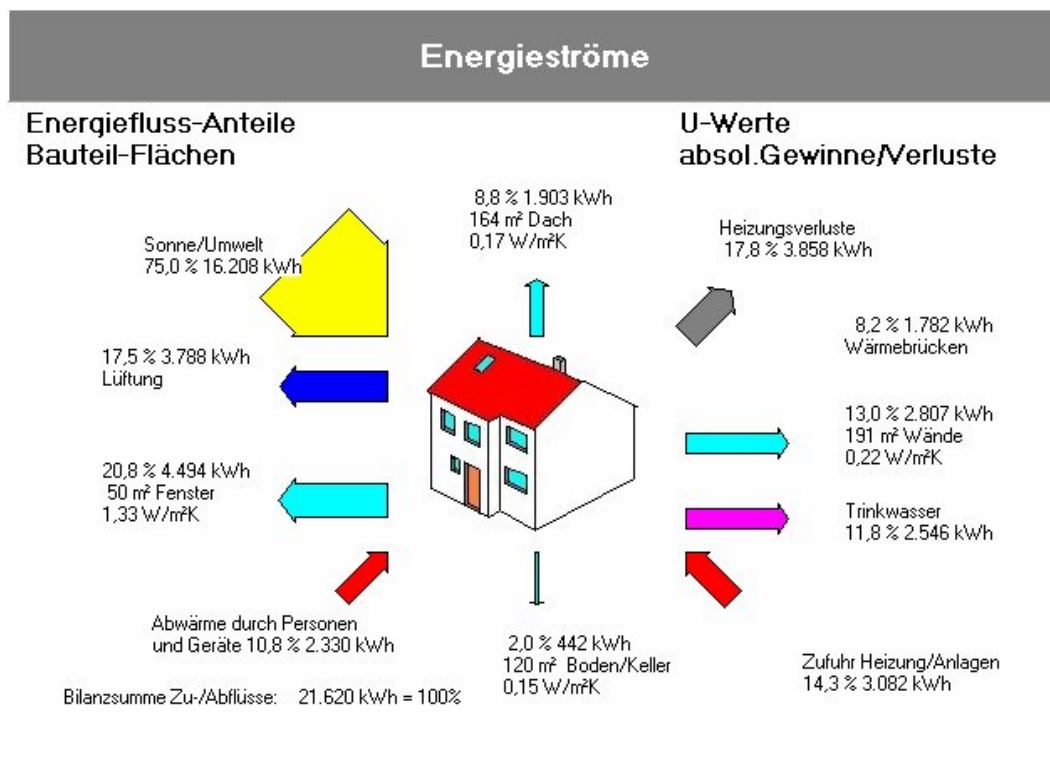 Energieströme
Energiefluss-Anteile
Bauteil-Flächen
U-Werte
absol.Gewinne/Verluste
8,8 % 1.903 kWh
164 m² Dach
0,17 W/m²K
Sonne/Umwelt
75,0 % 16.208 kWh
Heizungsverluste
17,8 % 3.858 kWh
8,2 % 1.782 kWh
Wärmebrücken
17,5 % 3.788 kWh
Lüftung
13,0 % 2.807 kWh
191 m² Wände
0,22 W/m²K
20,8 % 4.494 kWh
50 m² Fenster
1,33 W/m²K
Trinkwasser
11,8 % 2.546 kWh
Abwärme durch Personen
und Geräte 10,8 % 2.330 kWh
2,0 % 442 kWh
120 m² Boden/Keller
0,15 W/m²K
Zufuhr Heizung/Anlagen
14,3 % 3.082 kWh
Bilanzsumme Zu-/Abflüsse: 21.620 kWh = 100%